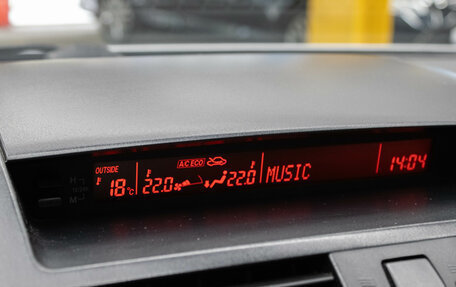 A/C ECO
OUTSIDE
18°C 22.0 22.0 MUSIC 14:04
H
M